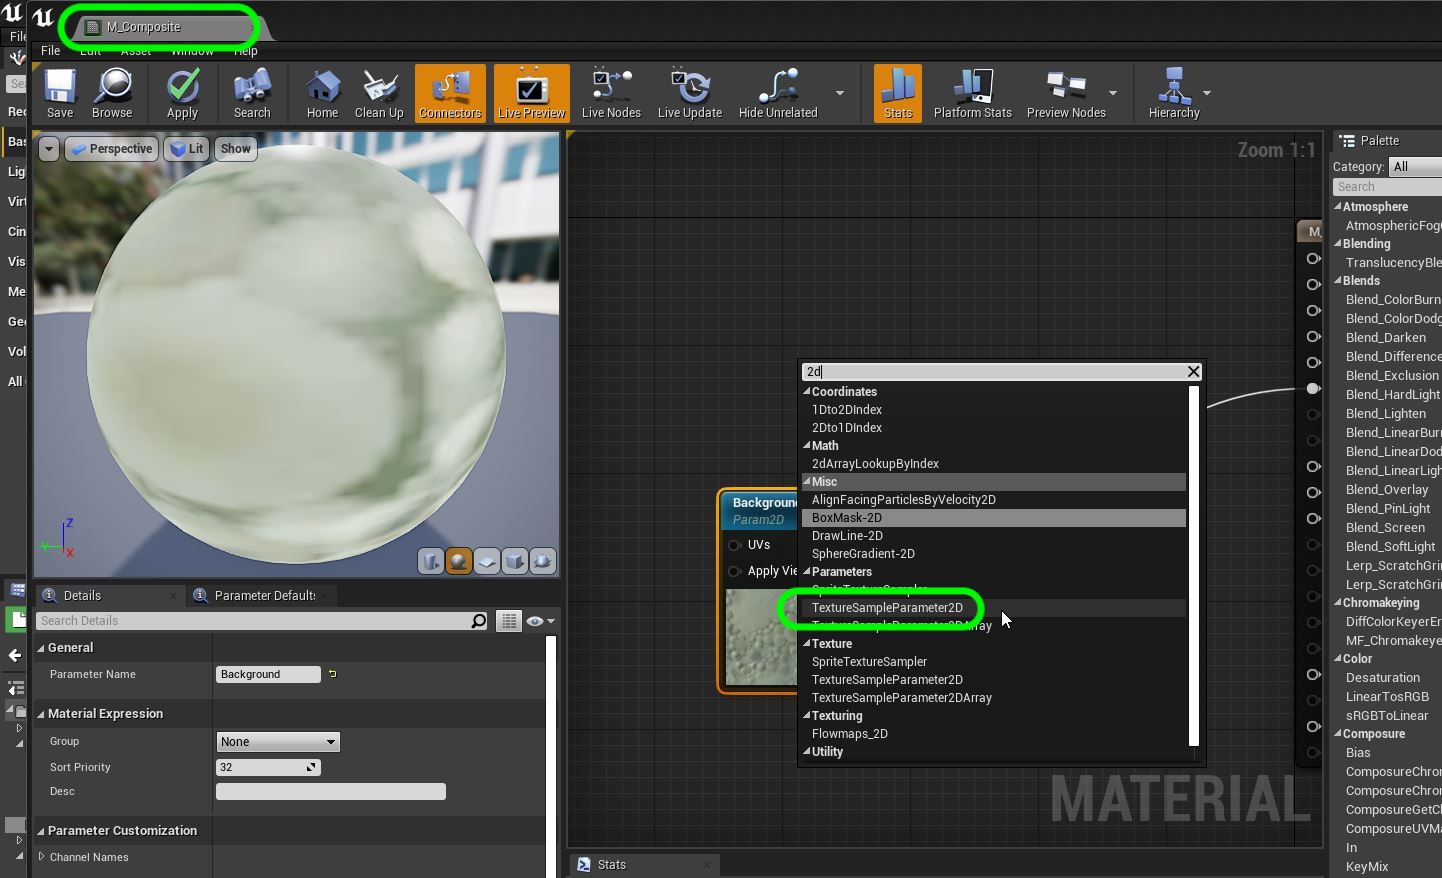 M_Composite
File Edit Asset Window Help
Save Browse Apply Search Home Clean Up Connectors Live Preview Live Nodes Live Update Hide Unrelated Stats Platform Stats Preview Nodes Hierarchy
Perspective Lit Show
Z
Y
X
Details
Parameter Defaults
Search Details
General
Parameter Name Background
Material Expression
Group None
Sort Priority 32
Desc
Parameter Customization
Channel Names
Zoom 1:1
Background
Param2D
UVs
Apply Vie
2d
Coordinates
1Dto2DIndex
2Dto1DIndex
Math
2dArrayLookupByIndex
Misc
AlignFacingParticlesByVelocity2D
BoxMask-2D
DrawLine-2D
SphereGradient-2D
Parameters
SpriteTextureSampler
TextureSampleParameter2D
TextureSampleParameter2DArray
Texture
SpriteTextureSampler
TextureSampleParameter2D
TextureSampleParameter2DArray
Texturing
Flowmaps_2D
Utility
MATERIAL
Stats
M_
Palette
Category: All
Search
Atmosphere
AtmosphericFog
Blending
TranslucencyBle
Blends
Blend_ColorBurn
Blend_ColorDodg
Blend_Darken
Blend_Difference
Blend_Exclusion
Blend_HardLight
Blend_Lighten
Blend_LinearBurn
Blend_LinearDod
Blend_LinearLigh
Blend_Overlay
Blend_PinLight
Blend_Screen
Blend_SoftLight
Lerp_ScratchGri
Lerp_ScratchGri
Chromakeying
DiffColorKeyerEr
MF_Chromakeye
Color
Desaturation
LinearTosRGB
sRGBToLinear
Composure
Bias
ComposureChro
ComposureChro
ComposureGetCl
ComposureUVMa
In
KeyMix
File
Sea
Rec
Bas
Lig
Virt
Cin
Vis
Me
Geo
Vol
All